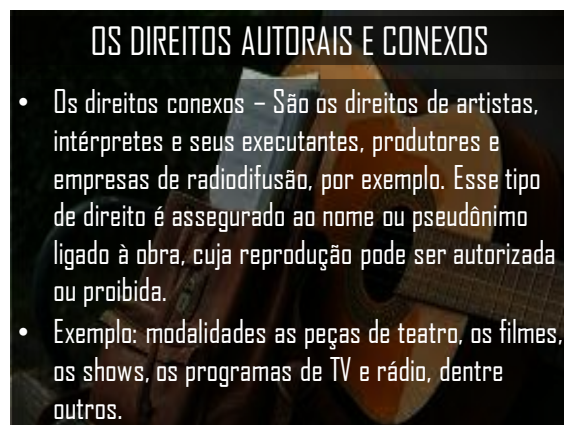 OS DIREITOS AUTORAIS E CONEXOS
• Os direitos conexos – São os direitos de artistas,
intérpretes e seus executantes, produtores e
empresas de radiodifusão, por exemplo. Esse tipo
de direito é assegurado ao nome ou pseudônimo
ligado à obra, cuja reprodução pode ser autorizada
ou proibida.
• Exemplo: modalidades as peças de teatro, os filmes,
os shows, os programas de TV e rádio, dentre
outros.